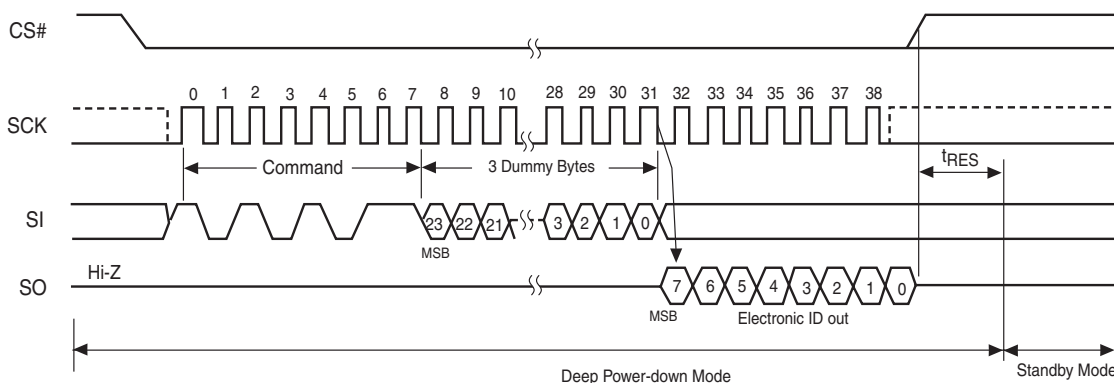 CS#
0 1 2 3 4 5 6 7 8 9 10 28 29 30 31 32 33 34 35 36 37 38
SCK
tRES
Command
3 Dummy Bytes
SI
23 22 21 3 2 1 0
MSB
Hi-Z
SO
7 6 5 4 3 2 1 0
MSB
Electronic ID out
Standby Mode
Deep Power-down Mode